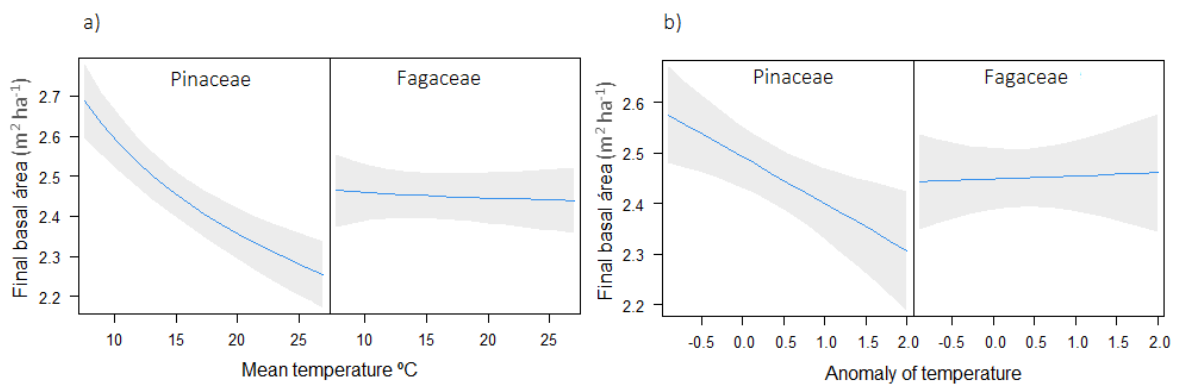 a)
Pinaceae
Fagaceae
Final basal área (m² ha⁻¹)
2.7
2.6
2.5
2.4
2.3
2.2
10 15 20 25
10 15 20 25
Mean temperature ºC
b)
Pinaceae
Fagaceae
Final basal área (m² ha⁻¹)
2.6
2.5
2.4
2.3
2.2
-0.5 0.0 0.5 1.0 1.5 2.0
-0.5 0.0 0.5 1.0 1.5 2.0
Anomaly of temperature